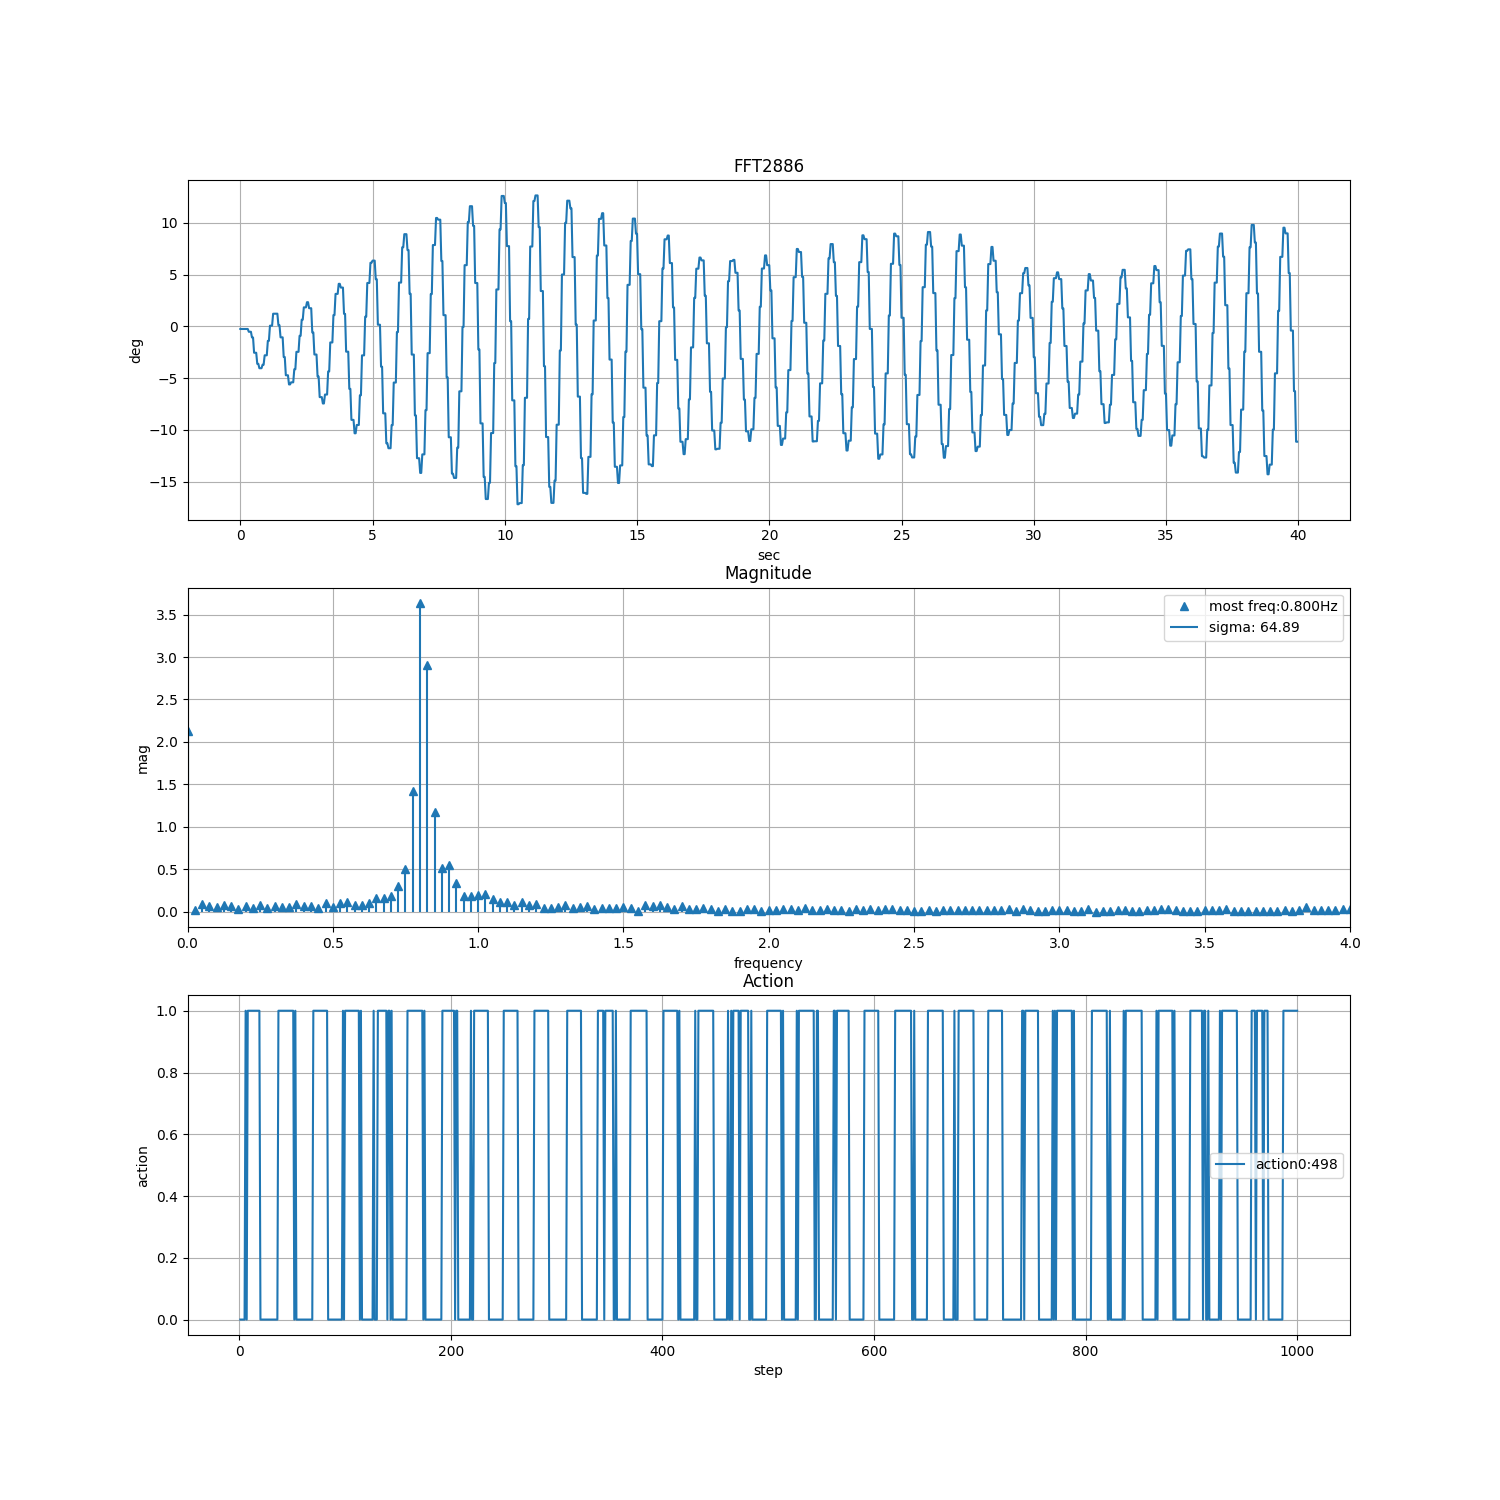 FFT2886
10
5
0
−5
−10
−15
deg
0 5 10 15 20 25 30 35 40
sec
Magnitude
most freq:0.800Hz
sigma: 64.89
3.5
3.0
2.5
2.0
1.5
1.0
0.5
0.0
mag
0.0 0.5 1.0 1.5 2.0 2.5 3.0 3.5 4.0
frequency
Action
1.0
0.8
0.6
0.4
0.2
0.0
action
action0:498
0 200 400 600 800 1000
step